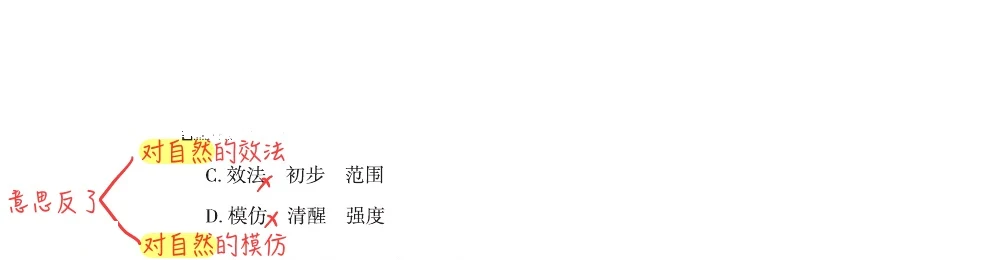 对自然的效法
C. 效法 初步 范围
意思反了
D. 模仿 清醒 强度
对自然的模仿